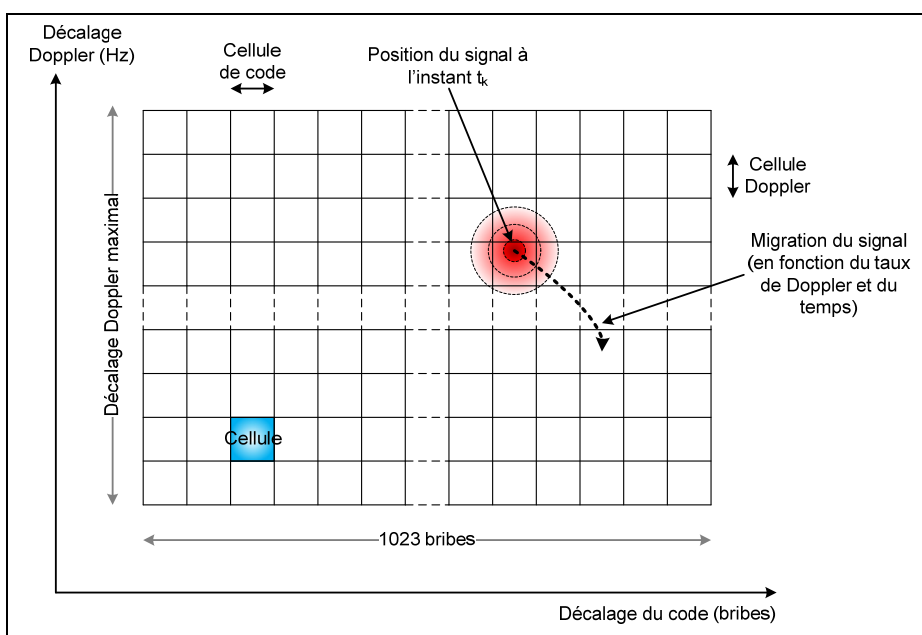 Décalage
Doppler (Hz)
Cellule
de code
Position du signal à
l'instant tk
Cellule
Doppler
Décalage Doppler maximal
Migration du signal
(en fonction du taux
de Doppler et du
temps)
Cellule
1023 bribes
Décalage du code (bribes)